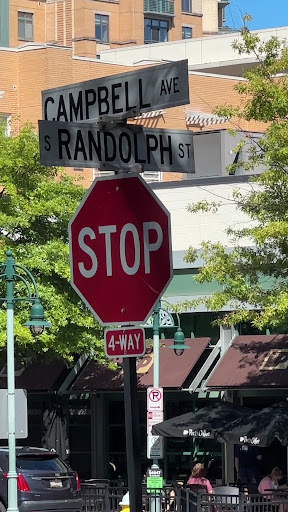 CAMPBELL AVE
S RANDOLPH ST
STOP
4-WAY